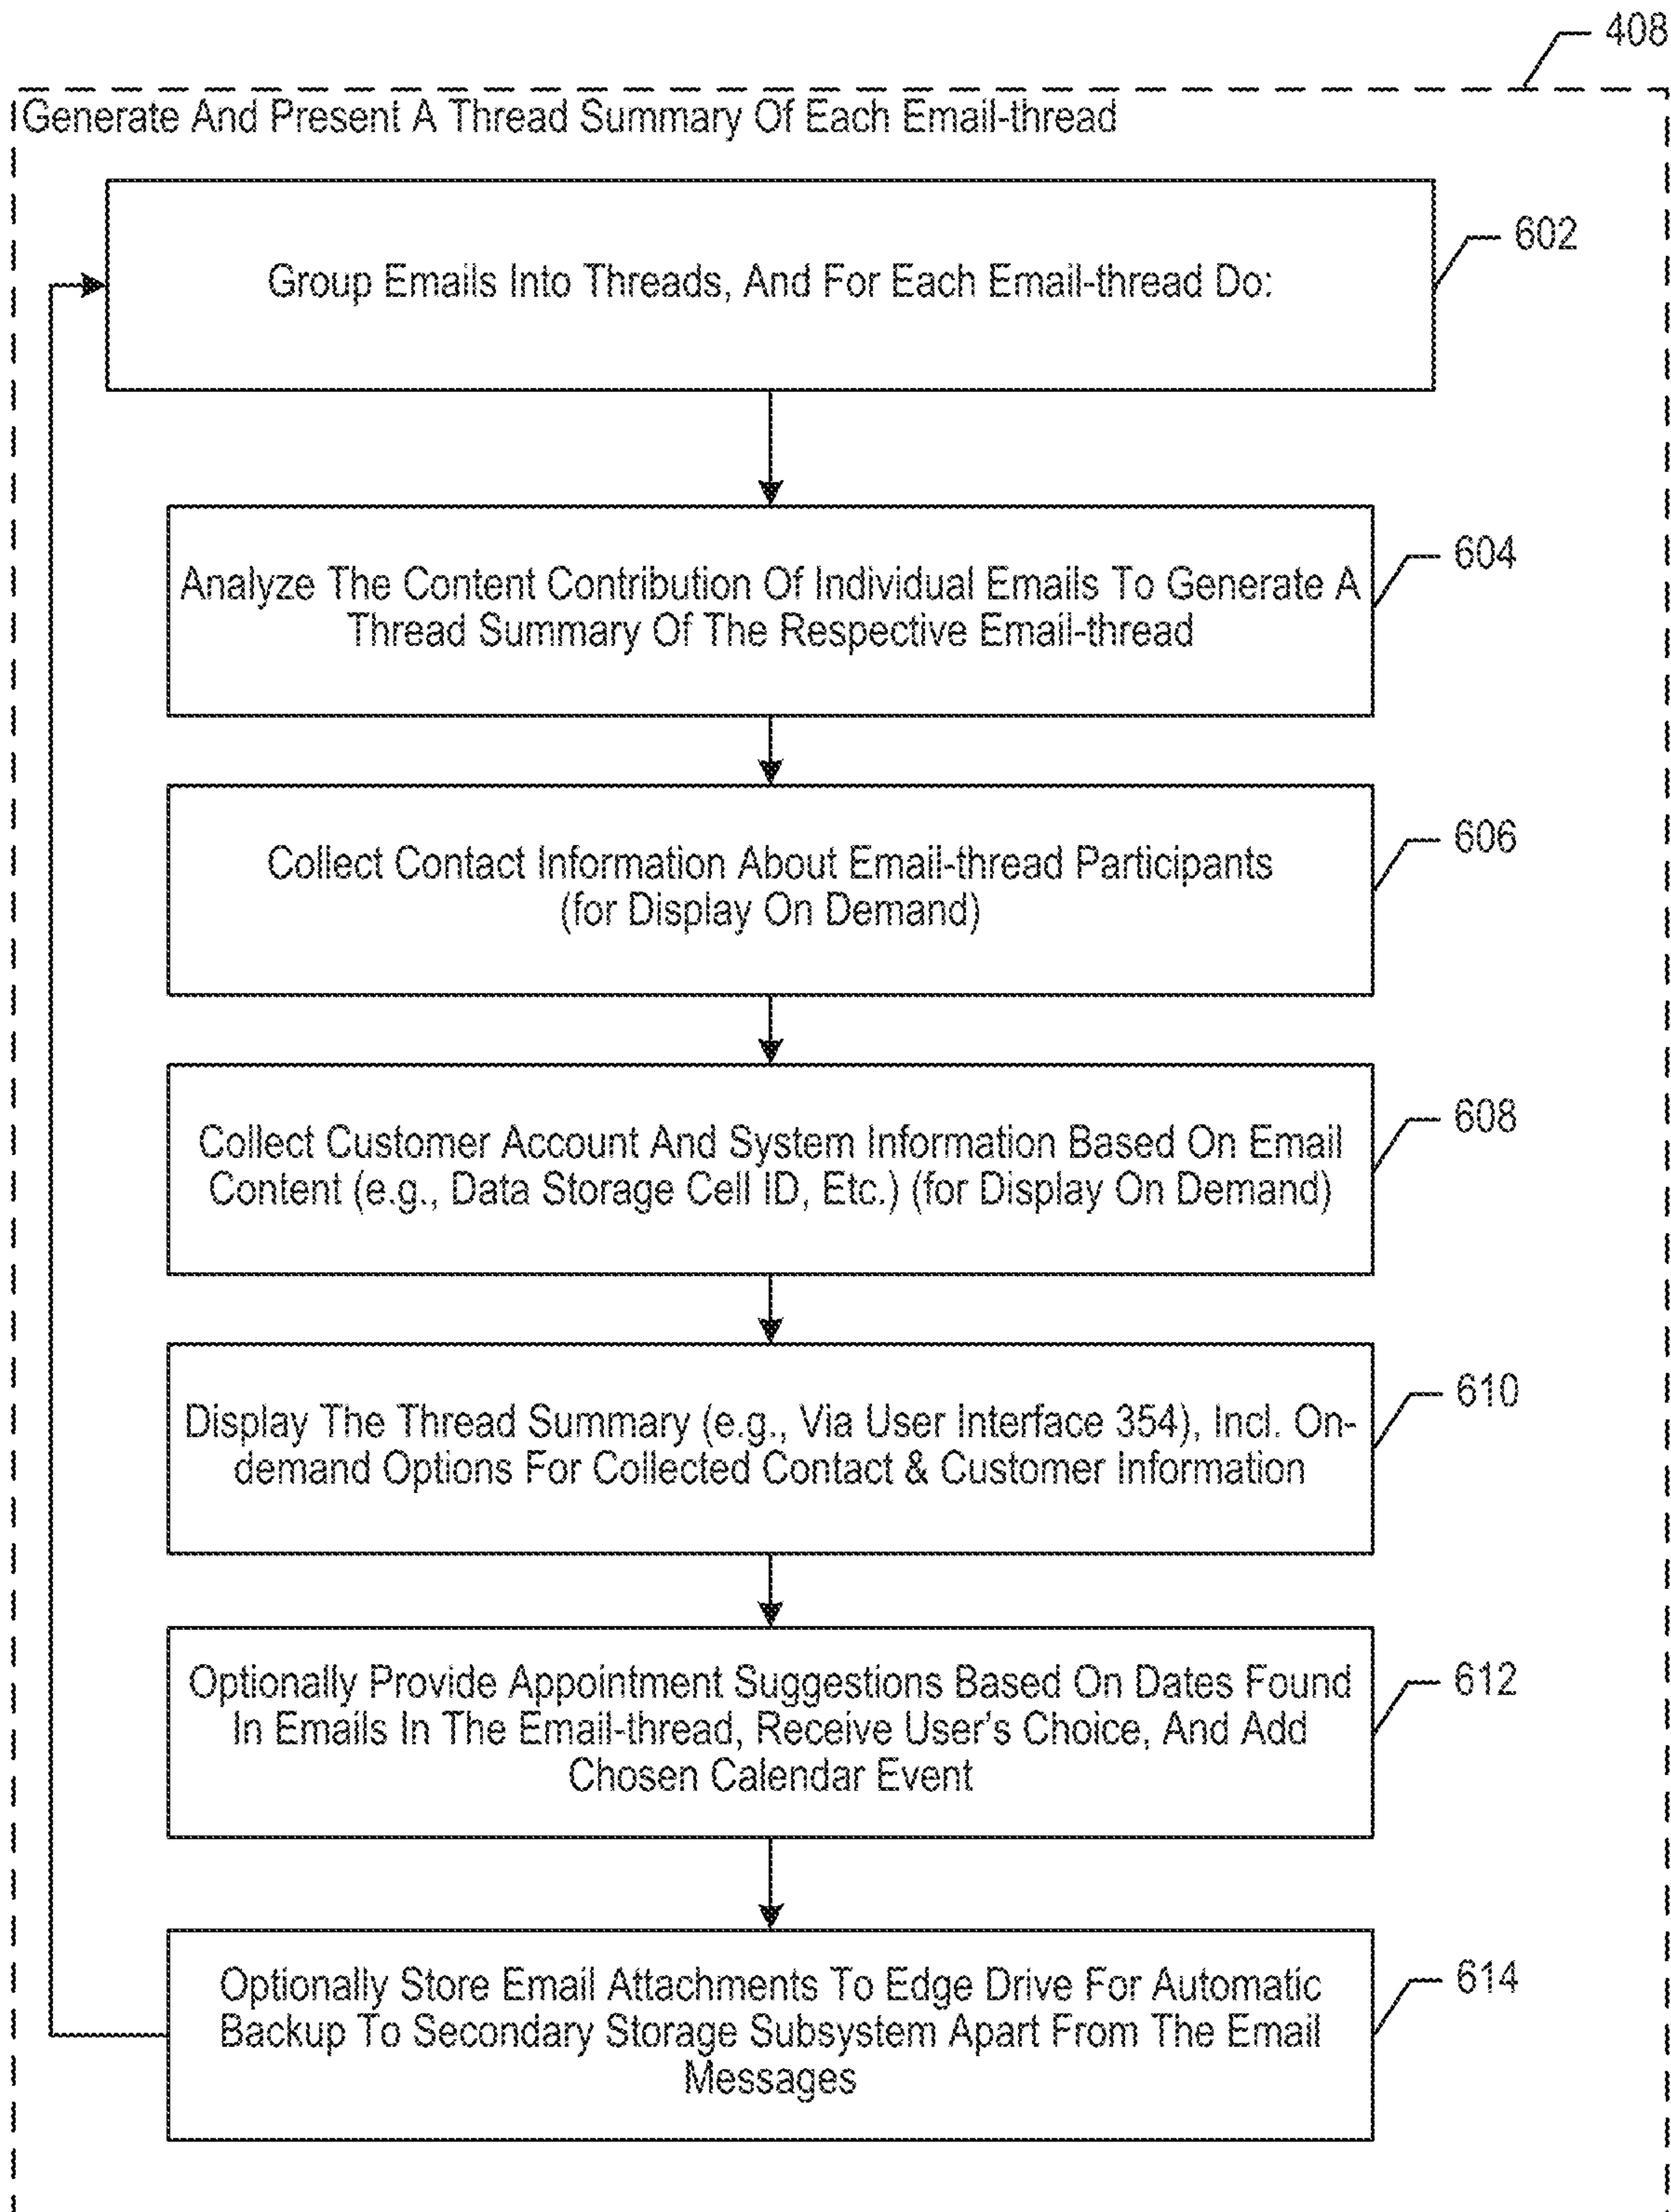 408
Generate And Present A Thread Summary Of Each Email-thread
602
Group Emails Into Threads, And For Each Email-thread Do:
604
Analyze The Content Contribution Of Individual Emails To Generate A
Thread Summary Of The Respective Email-thread
606
Collect Contact Information About Email-thread Participants
(for Display On Demand)
608
Collect Customer Account And System Information Based On Email
Content (e.g., Data Storage Cell ID, Etc.) (for Display On Demand)
610
Display The Thread Summary (e.g., Via User Interface 354), Incl. On-
demand Options For Collected Contact & Customer Information
612
Optionally Provide Appointment Suggestions Based On Dates Found
In Emails In The Email-thread, Receive User's Choice, And Add
Chosen Calendar Event
614
Optionally Store Email Attachments To Edge Drive For Automatic
Backup To Secondary Storage Subsystem Apart From The Email
Messages